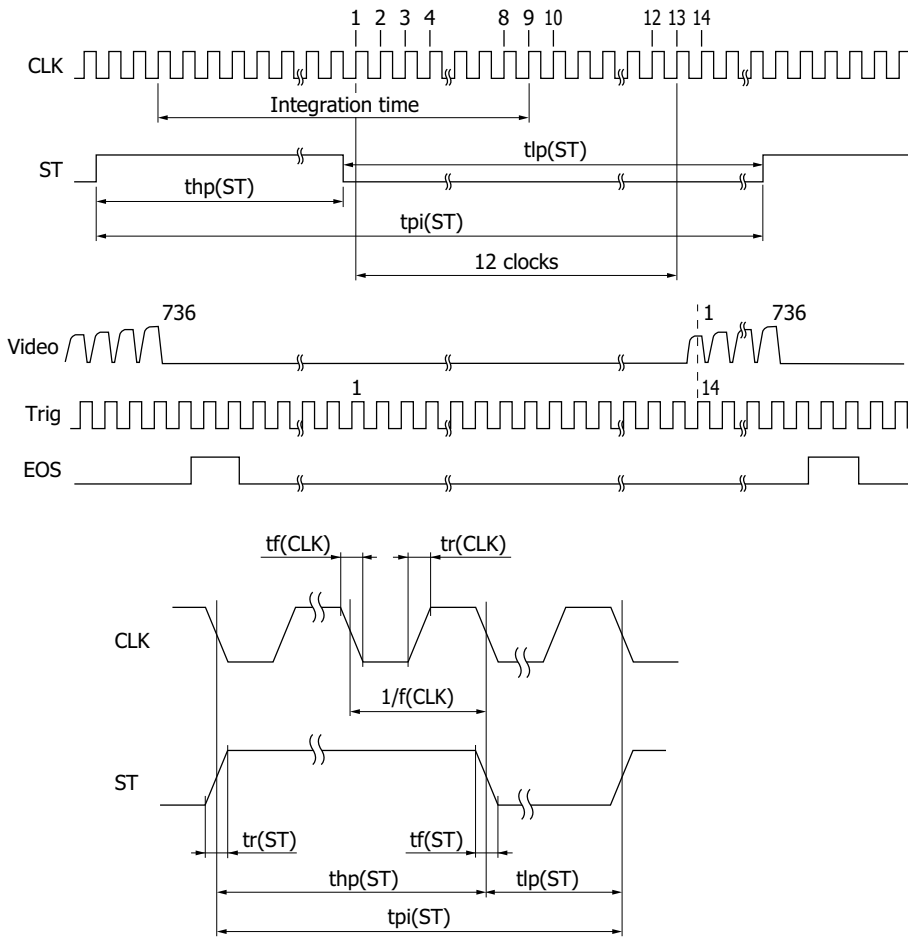 1 2 3 4 8 9 10 12 13 14
CLK
Integration time
tlp(ST)
ST
thp(ST)
tpi(ST)
12 clocks
736 1 736
Video
1 14
Trig
EOS
tf(CLK) tr(CLK)
CLK
1/f(CLK)
ST
tr(ST) tf(ST)
thp(ST) tlp(ST)
tpi(ST)